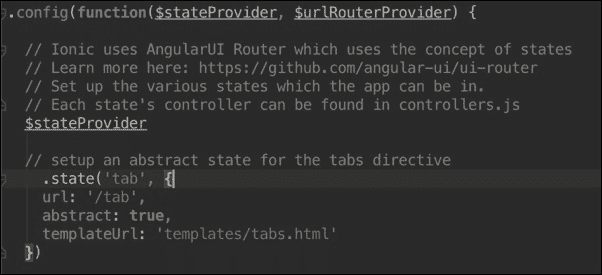 .config(function($stateProvider, $urlRouterProvider) {
// Ionic uses AngularUI Router which uses the concept of states
// Learn more here: https://github.com/angular-ui/ui-router
// Set up the various states which the app can be in.
// Each state's controller can be found in controllers.js
$stateProvider
// setup an abstract state for the tabs directive
.state('tab', {
url: '/tab',
abstract: true,
templateUrl: 'templates/tabs.html'
})